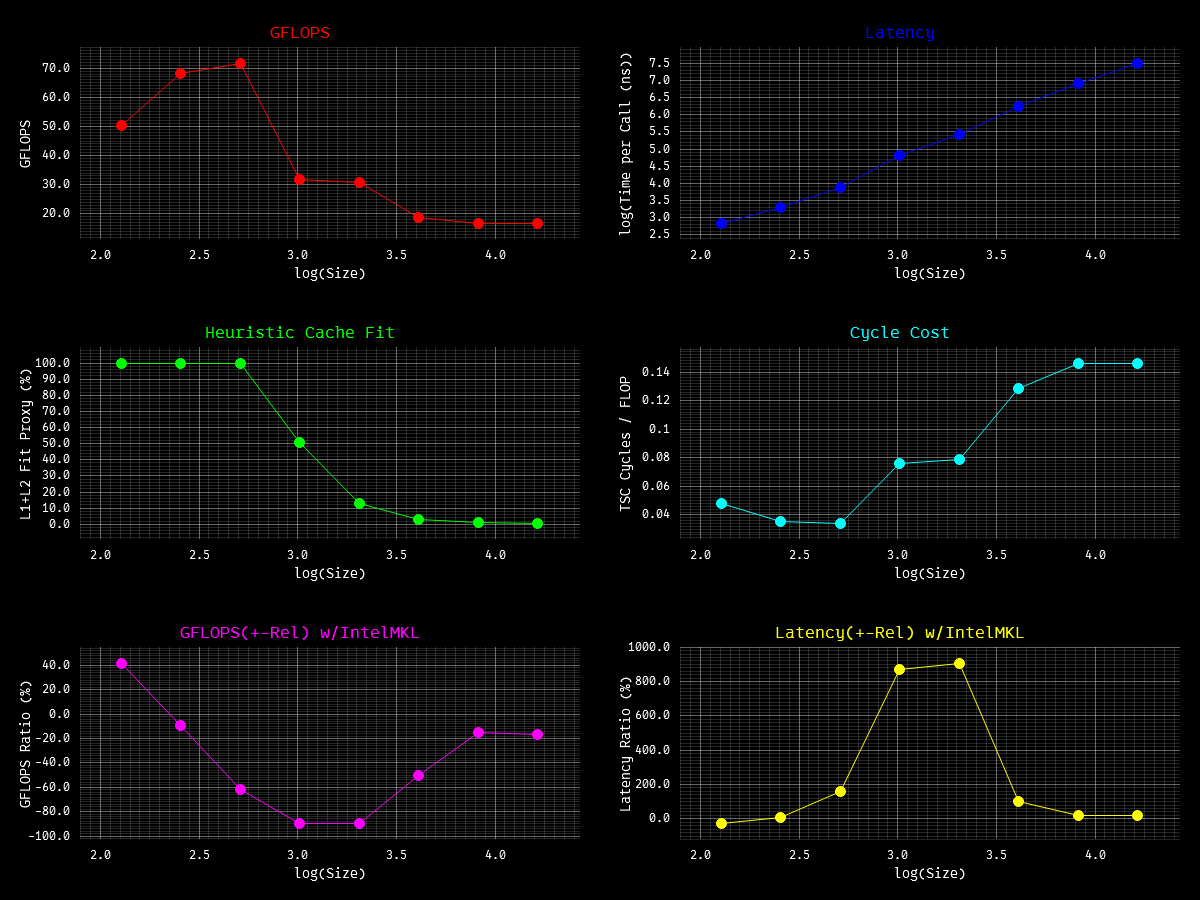 GFLOPS
GFLOPS
70.0
60.0
50.0
40.0
30.0
20.0
2.0 2.5 3.0 3.5 4.0
log(Size)
Latency
log(Time per Call (ns))
7.5
7.0
6.5
6.0
5.5
5.0
4.5
4.0
3.5
3.0
2.5
2.0 2.5 3.0 3.5 4.0
log(Size)
Heuristic Cache Fit
L1+L2 Fit Proxy (%)
100.0
90.0
80.0
70.0
60.0
50.0
40.0
30.0
20.0
10.0
0.0
2.0 2.5 3.0 3.5 4.0
log(Size)
Cycle Cost
TSC Cycles / FLOP
0.14
0.12
0.1
0.08
0.06
0.04
2.0 2.5 3.0 3.5 4.0
log(Size)
GFLOPS(+-Rel) w/IntelMKL
GFLOPS Ratio (%)
40.0
20.0
0.0
-20.0
-40.0
-60.0
-80.0
-100.0
2.0 2.5 3.0 3.5 4.0
log(Size)
Latency(+-Rel) w/IntelMKL
Latency Ratio (%)
1000.0
800.0
600.0
400.0
200.0
0.0
2.0 2.5 3.0 3.5 4.0
log(Size)